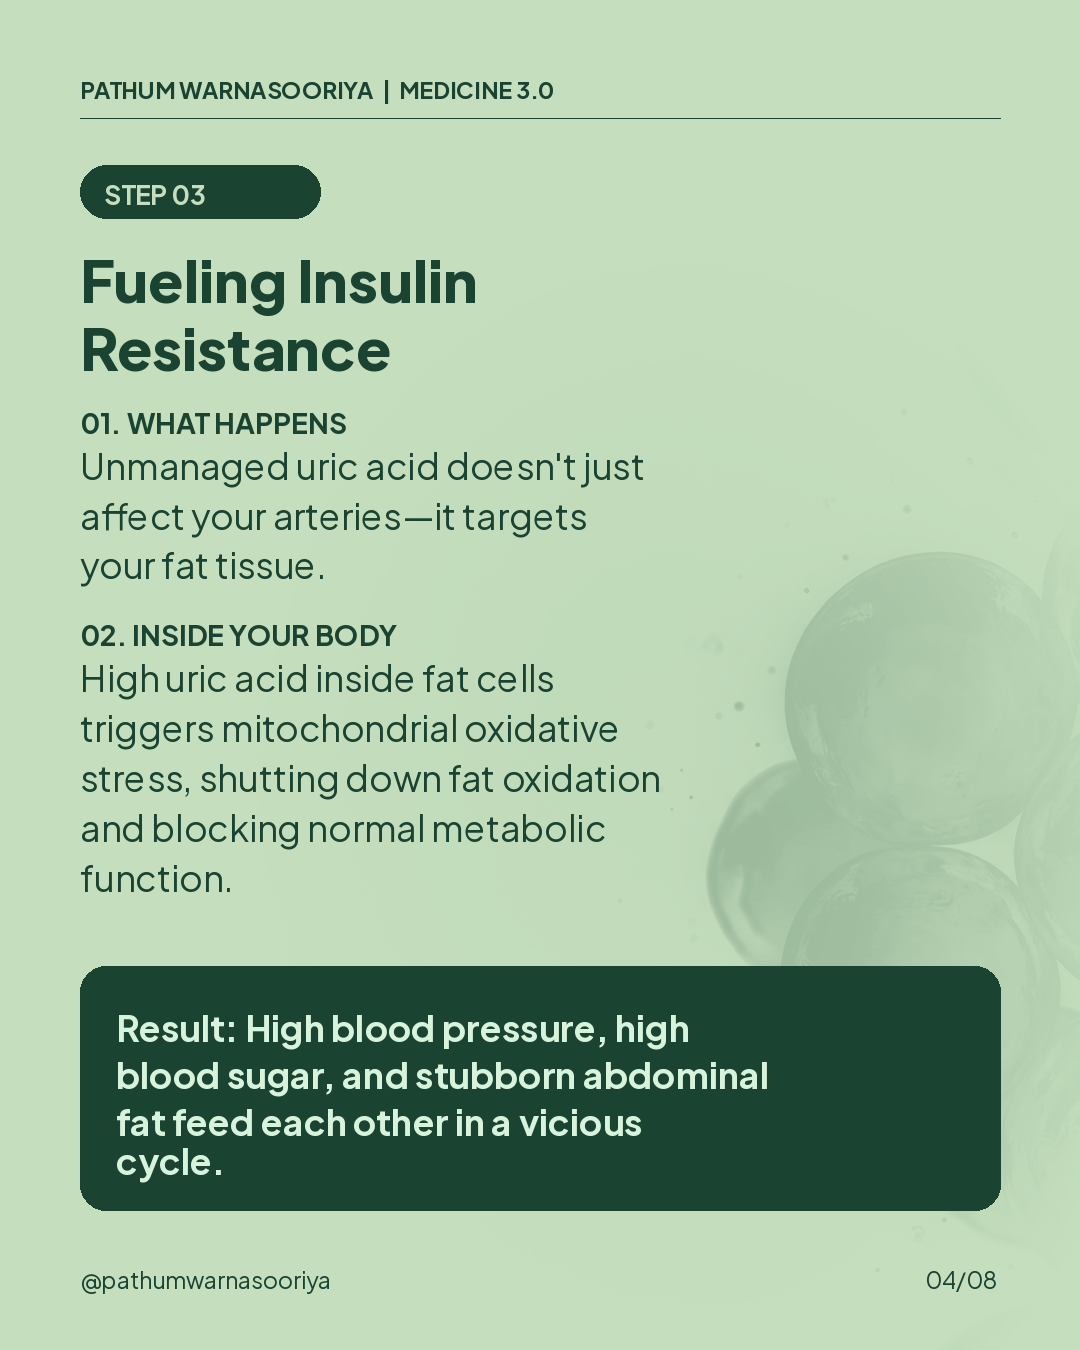 PATHUM WARNASOORIYA | MEDICINE 3.0
STEP 03
Fueling Insulin
Resistance
01. WHAT HAPPENS
Unmanaged uric acid doesn't just
affect your arteries—it targets
your fat tissue.
02. INSIDE YOUR BODY
High uric acid inside fat cells
triggers mitochondrial oxidative
stress, shutting down fat oxidation
and blocking normal metabolic
function.
Result: High blood pressure, high
blood sugar, and stubborn abdominal
fat feed each other in a vicious
cycle.
@pathumwarnasooriya
04/08